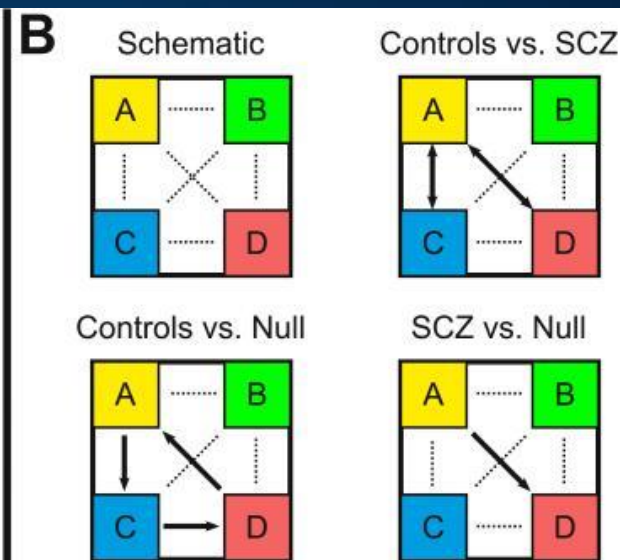 B
Schematic
A B
C D
Controls vs. SCZ
A B
C D
Controls vs. Null
A B
C D
SCZ vs. Null
A B
C D